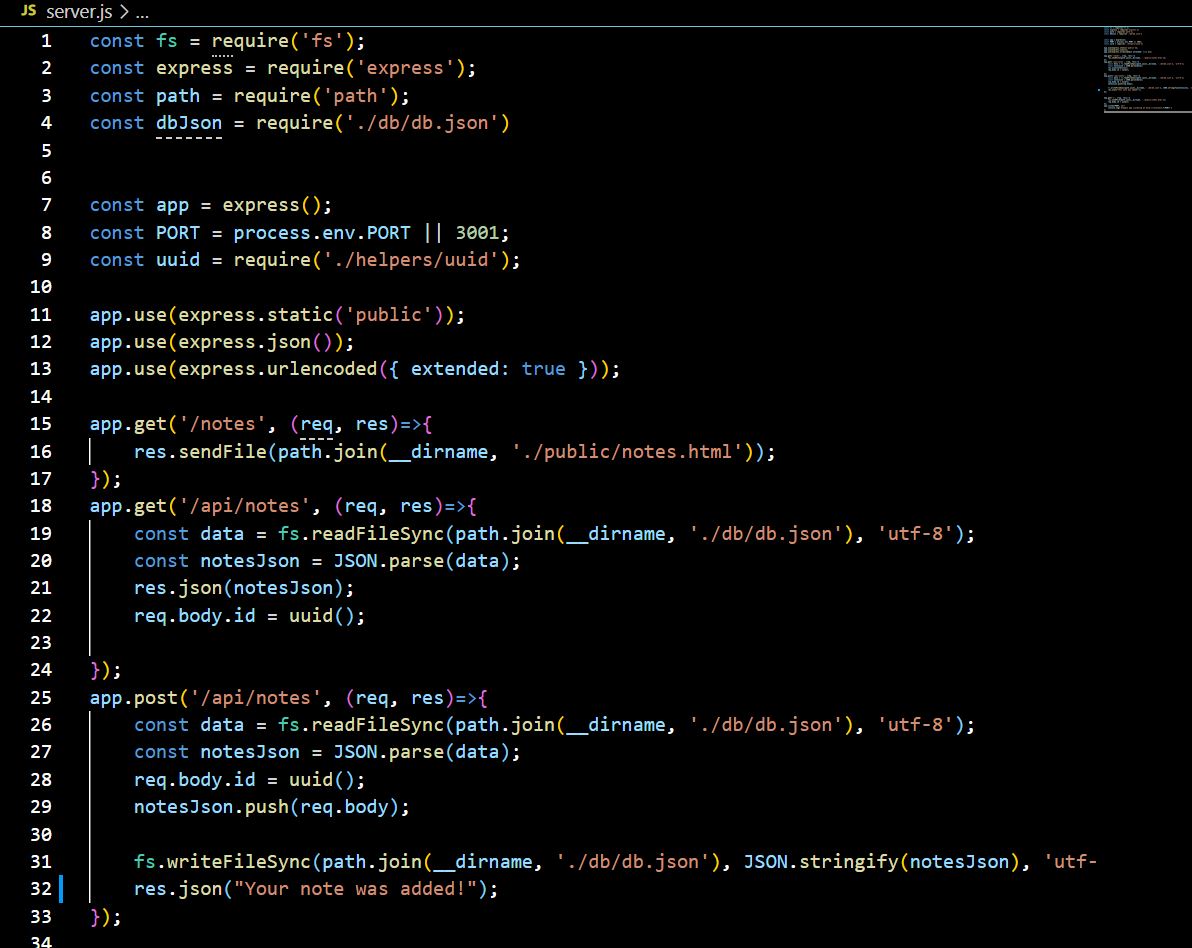 JS server.js > ...
1 const fs = require('fs');
2 const express = require('express');
3 const path = require('path');
4 const dbJson = require('./db/db.json')
5
6
7 const app = express();
8 const PORT = process.env.PORT || 3001;
9 const uuid = require('./helpers/uuid');
10
11 app.use(express.static('public'));
12 app.use(express.json());
13 app.use(express.urlencoded({ extended: true }));
14
15 app.get('/notes', (req, res)=>{
16     res.sendFile(path.join(__dirname, './public/notes.html'));
17 });
18 app.get('/api/notes', (req, res)=>{
19     const data = fs.readFileSync(path.join(__dirname, './db/db.json'), 'utf-8');
20     const notesJson = JSON.parse(data);
21     res.json(notesJson);
22     req.body.id = uuid();
23
24 });
25 app.post('/api/notes', (req, res)=>{
26     const data = fs.readFileSync(path.join(__dirname, './db/db.json'), 'utf-8');
27     const notesJson = JSON.parse(data);
28     req.body.id = uuid();
29     notesJson.push(req.body);
30
31     fs.writeFileSync(path.join(__dirname, './db/db.json'), JSON.stringify(notesJson), 'utf-
32     res.json("Your note was added!");
33 });
34